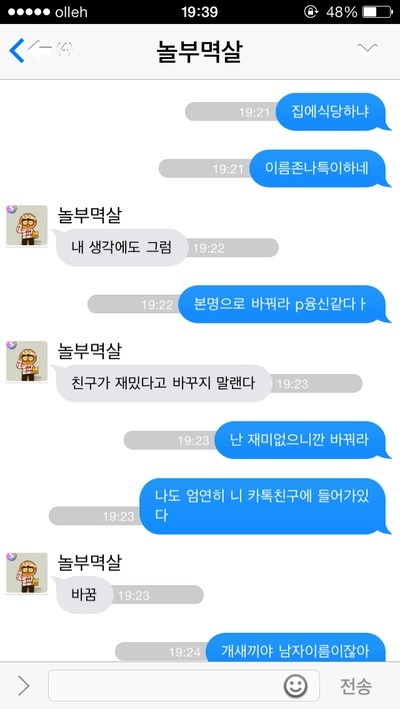 olleh
19:39
48%
놀부멱살
19:21
집에식당하냐
19:21
이름존나특이하네
놀부멱살
내 생각에도 그럼
19:22
19:22
본명으로 바꿔라 p융신같다ㅏ
놀부멱살
친구가 재밌다고 바꾸지 말랜다
19:23
19:23
난 재미없으니깐 바꿔라
19:23
나도 엄연히 니 카톡친구에 들어가있
다
놀부멱살
바꿈
19:23
19:24
개새끼야 남자이름이잖아
전송